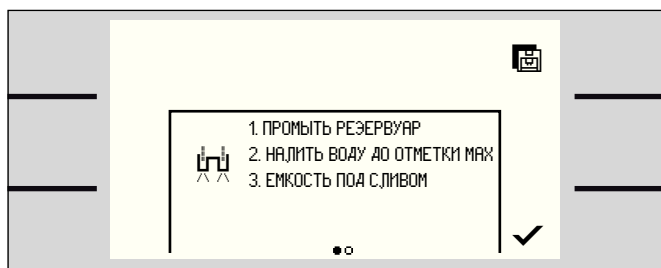 1. ПРОМЫТЬ РЕЗЕРВУАР
2. НАЛИТЬ ВОДУ ДО ОТМЕТКИ MAX
3. ЕМКОСТЬ ПОД СЛИВОМ